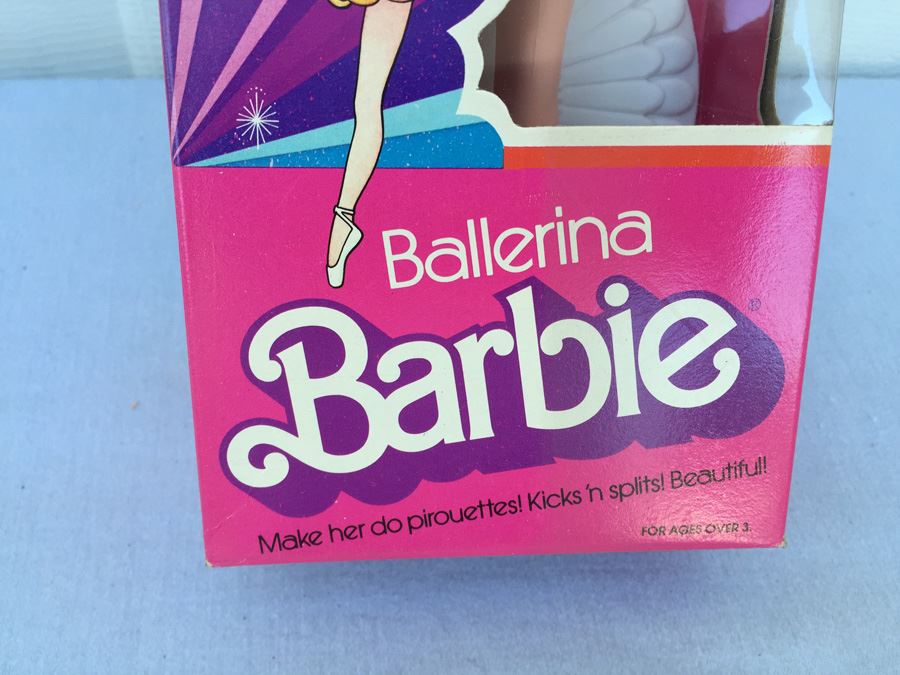 Ballerina
Barbie®
Make her do pirouettes! Kicks 'n splits! Beautiful!
FOR AGES OVER 3.